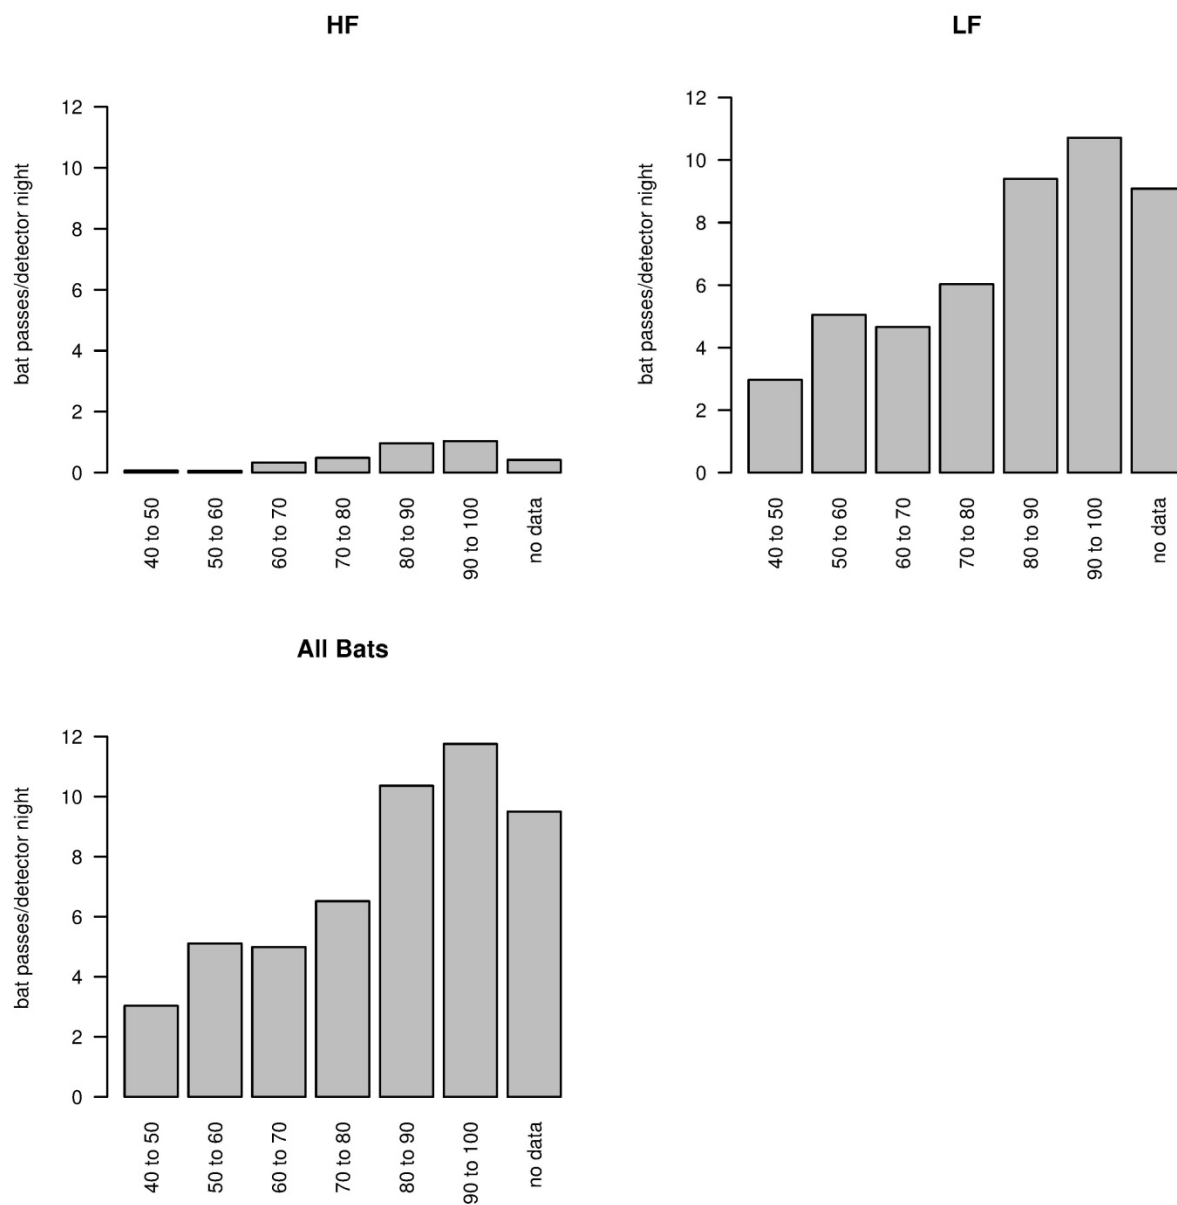 HF
bat passes/detector night
12
10
8
6
4
2
0
40 to 50
50 to 60
60 to 70
70 to 80
80 to 90
90 to 100
no data
LF
bat passes/detector night
12
10
8
6
4
2
0
40 to 50
50 to 60
60 to 70
70 to 80
80 to 90
90 to 100
no data
All Bats
bat passes/detector night
12
10
8
6
4
2
0
40 to 50
50 to 60
60 to 70
70 to 80
80 to 90
90 to 100
no data